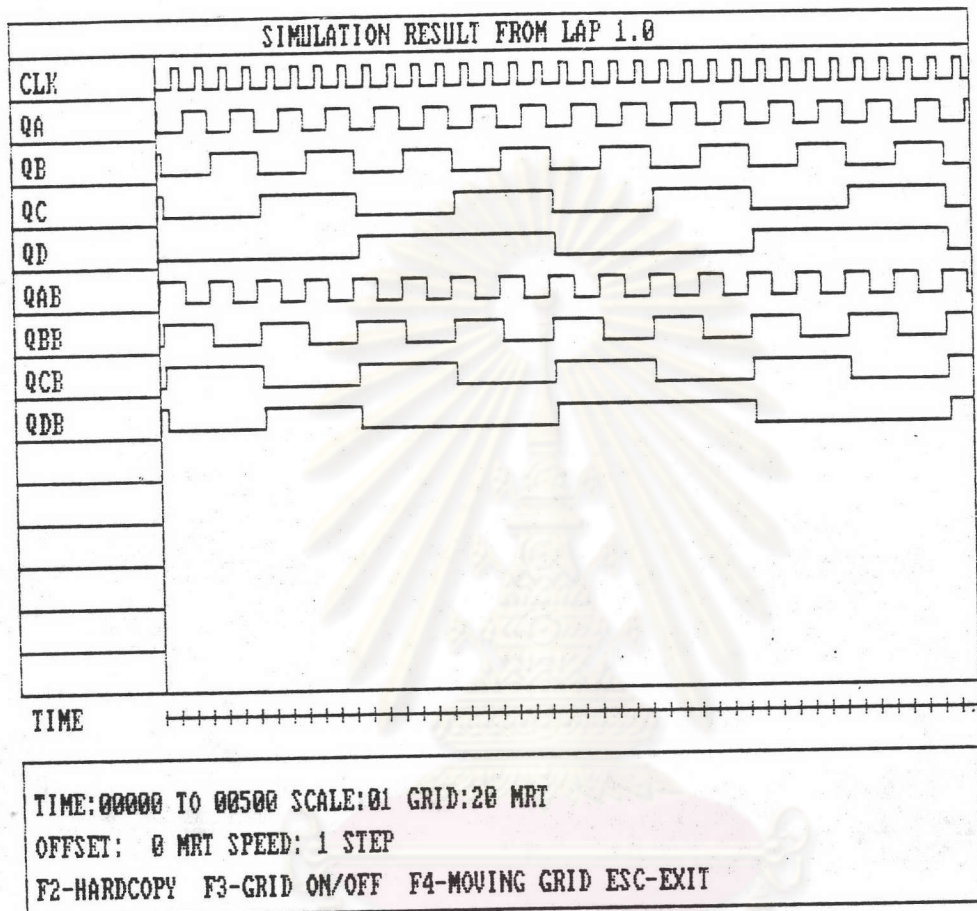 SIMULATION RESULT FROM LAP 1.0
CLK
QA
QB
QC
QD
QAB
QBB
QCB
QDB
TIME
TIME:00000 TO 00500 SCALE:01 GRID:20 MRT
OFFSET: 0 MRT SPEED: 1 STEP
F2-HARDCOPY F3-GRID ON/OFF F4-MOVING GRID ESC-EXIT